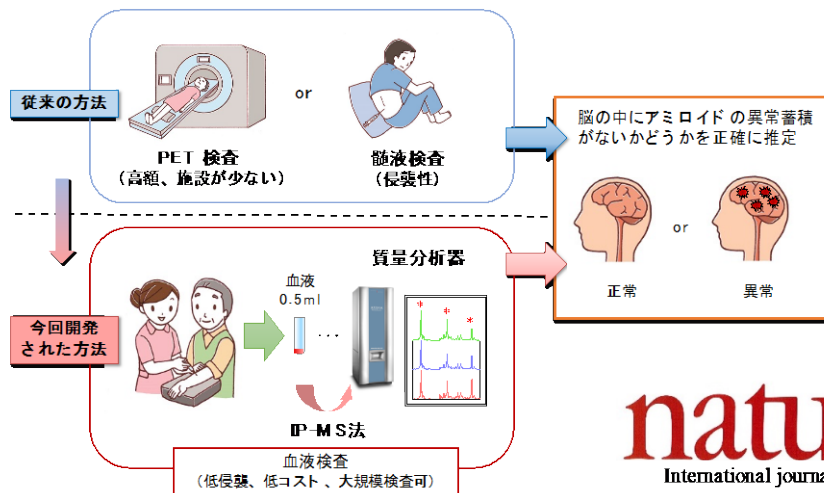 従来の方法
or
PET 検査
(高額、施設が少ない)
髄液検査
(侵襲性)
脳の中にアミロイドの異常蓄積
がないかどうかを正確に推定
or
正常
異常
今回開発
された方法
質量分析器
血液
0.5ml
...
* * *
IP-MS法
血液検査
(低侵襲、低コスト、大規模検査可)
natu
International journa